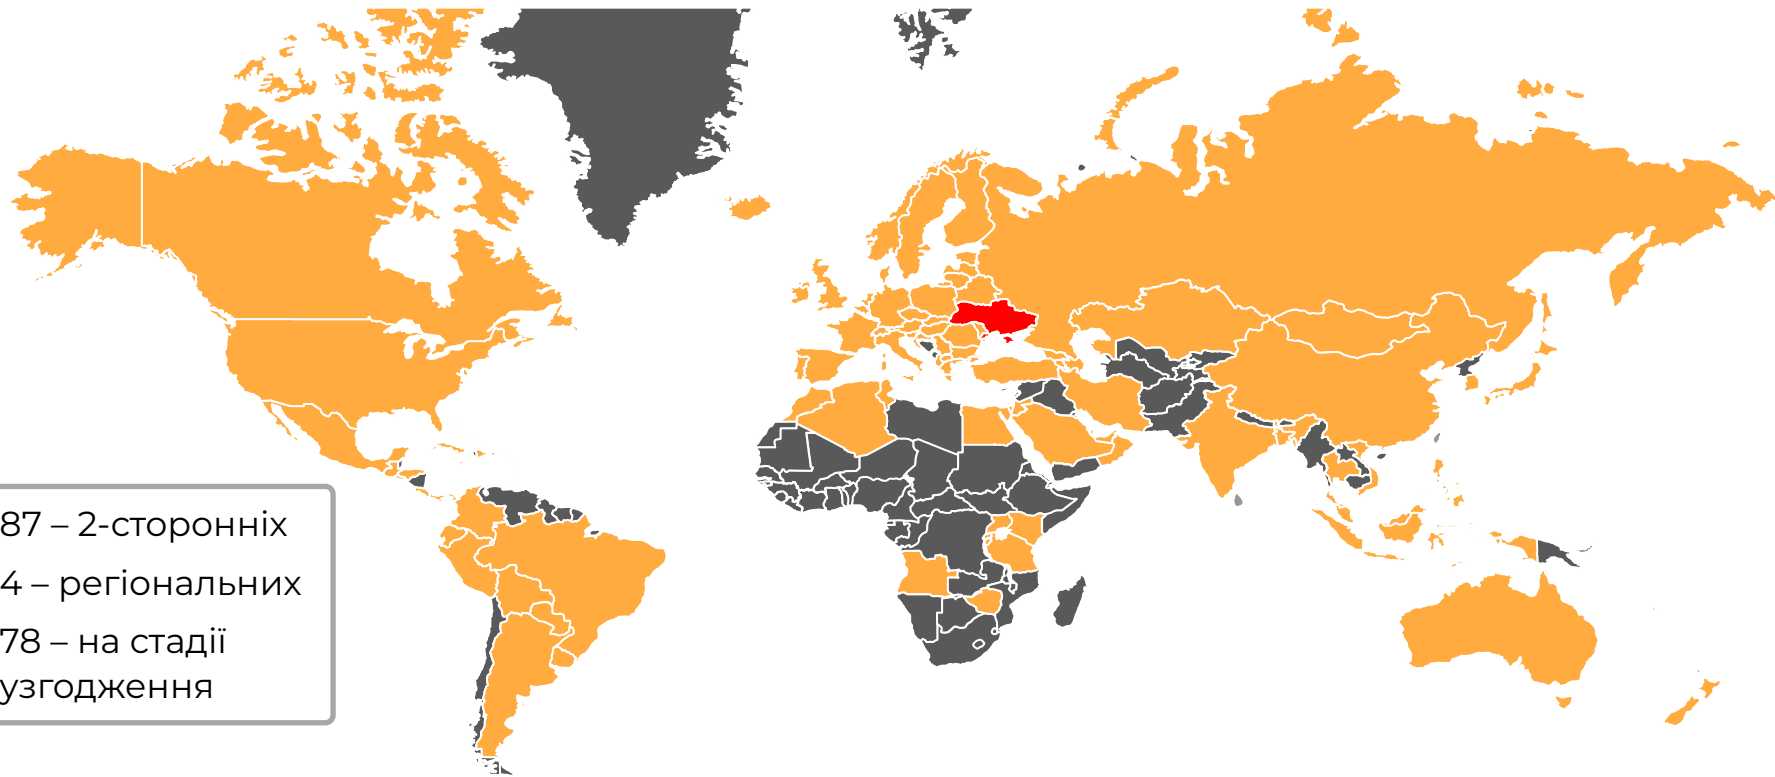 87 – 2-сторонніх
4 – регіональних
78 – на стадії
узгодження